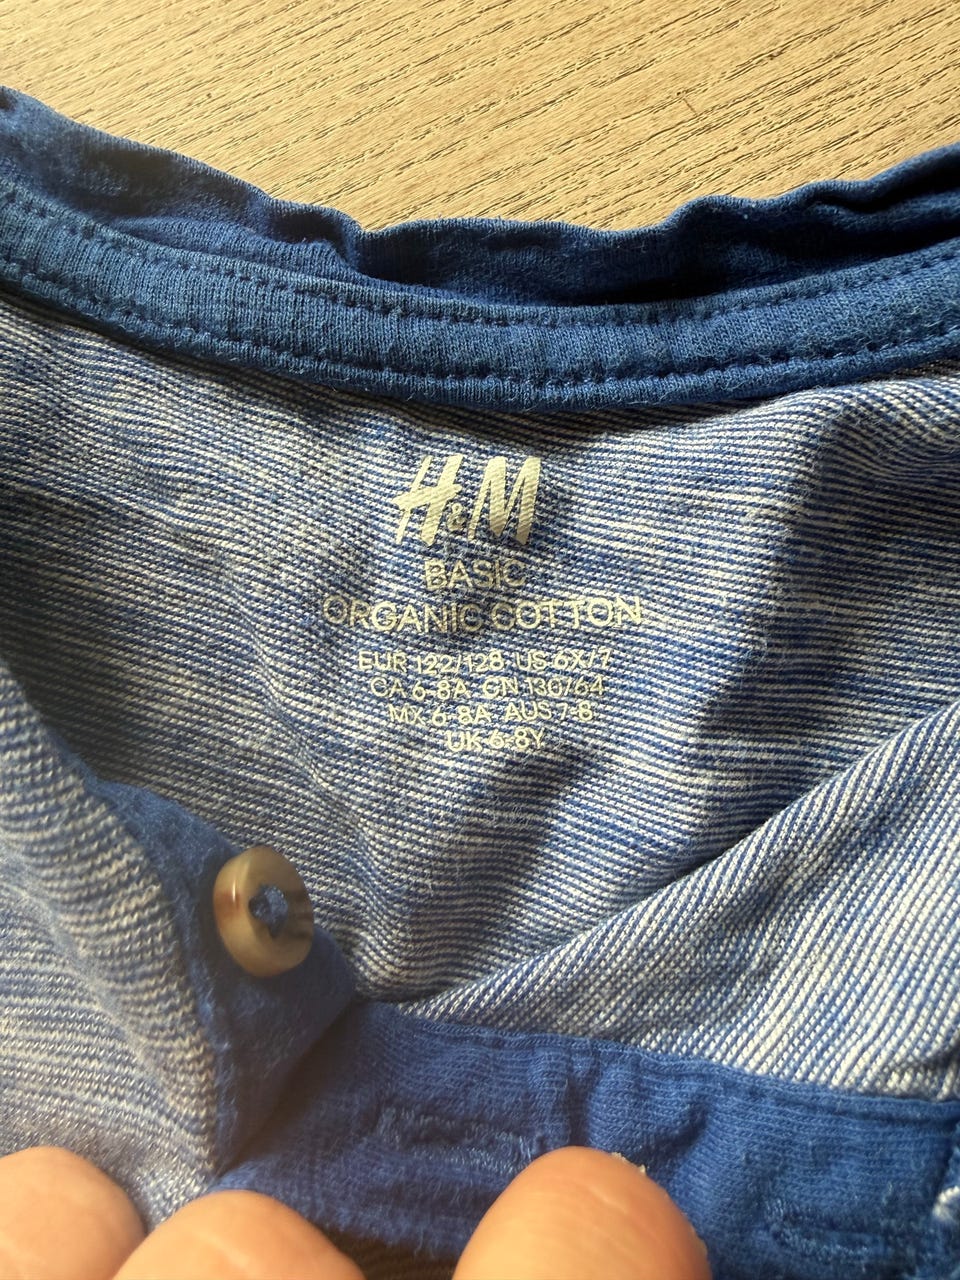 H&M
BASIC
ORGANIC COTTON
EUR 122/128 US 6X/7
CA 6-8A CN 130/64
MX 6-8A AUS 7-8
UK 6-8Y